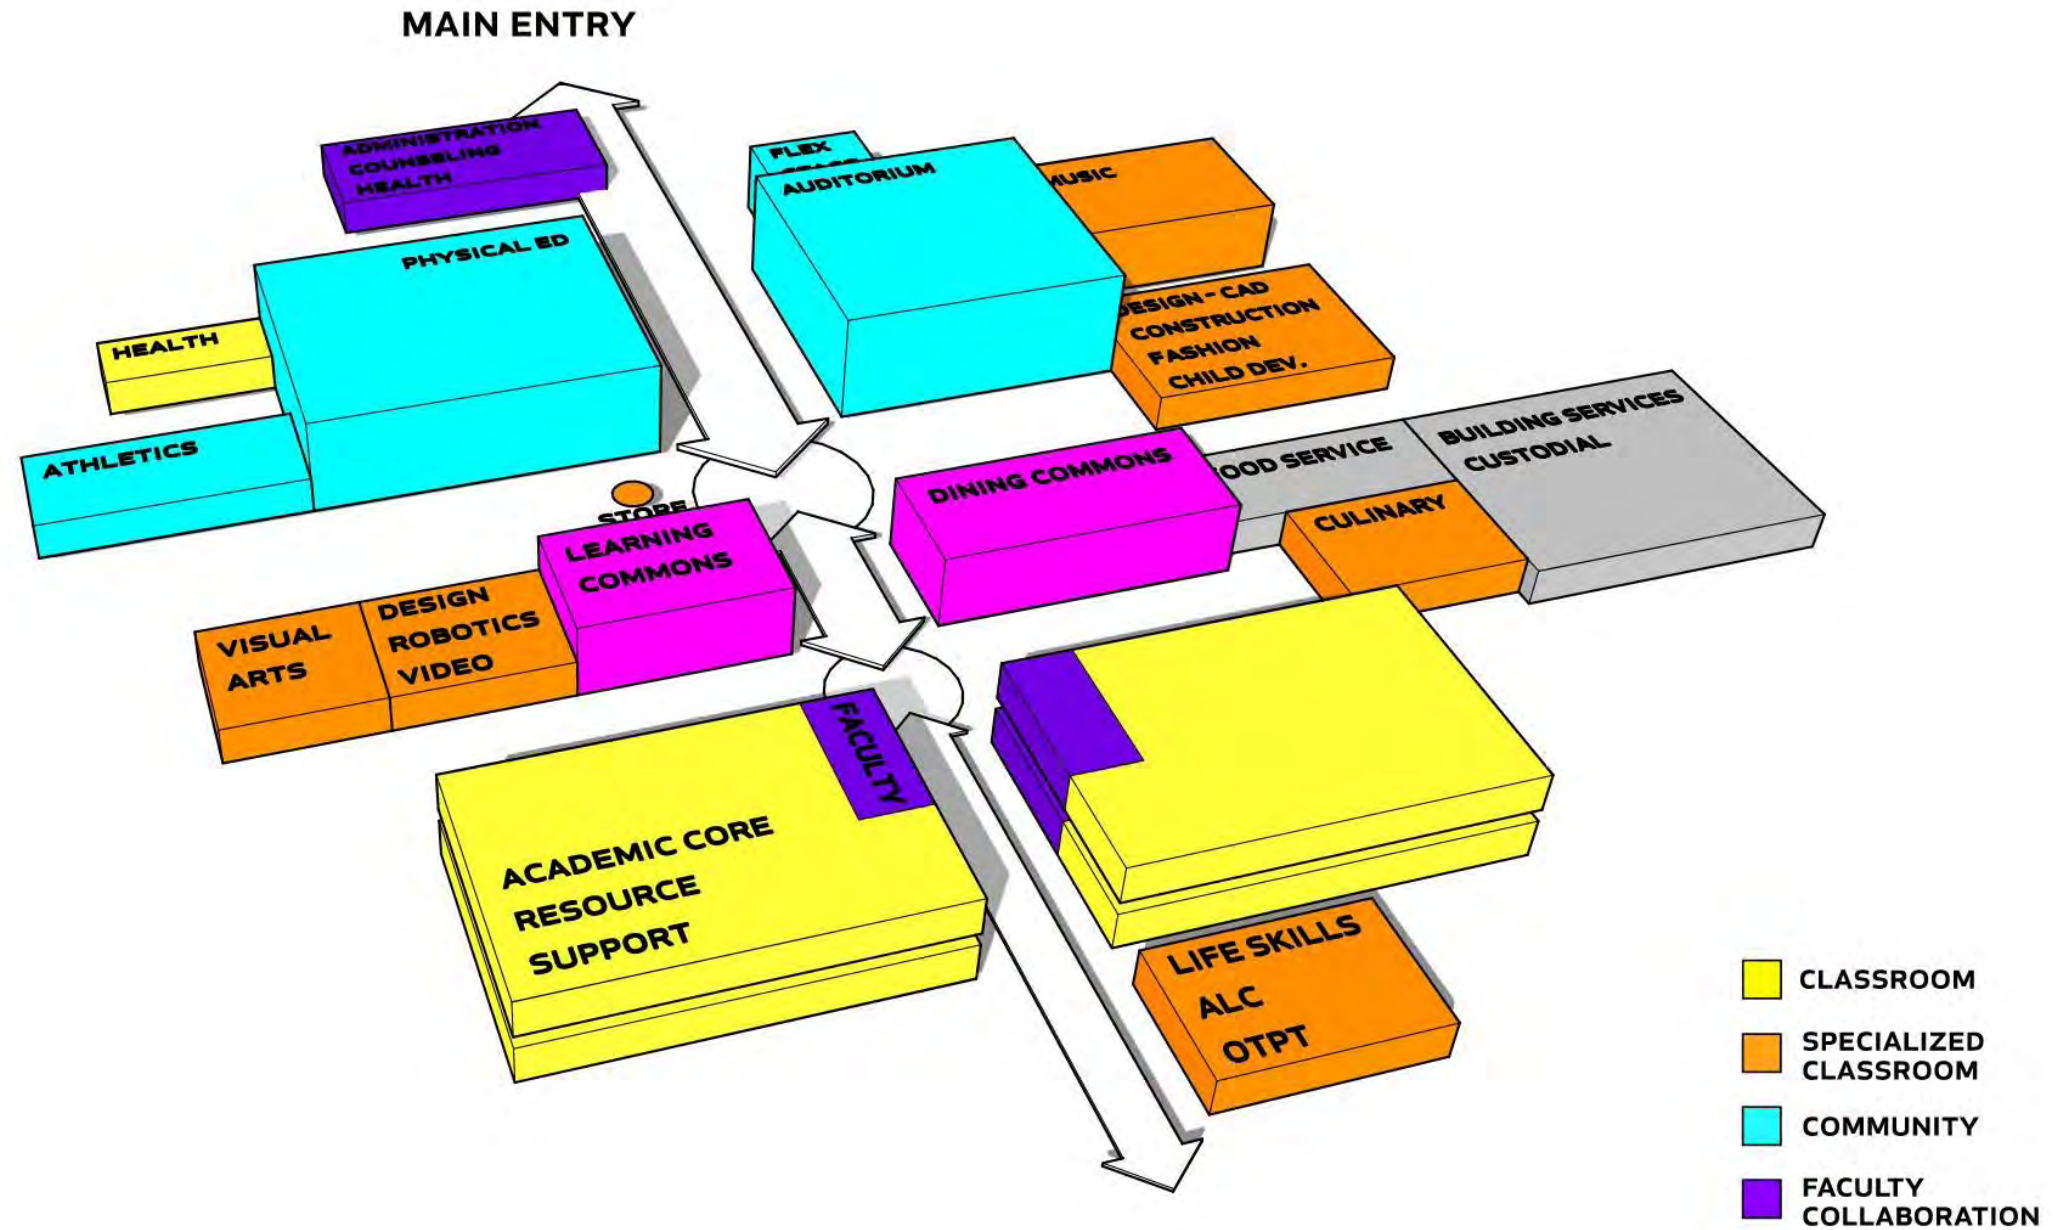 MAIN ENTRY
ADMINISTRATION
COUNSELING
HEALTH
FLEX
AUDITORIUM
MUSIC
PHYSICAL ED
HEALTH
ATHLETICS
DESIGN - CAD
CONSTRUCTION
FASHION
CHILD DEV.
BUILDING SERVICES
CUSTODIAL
OOD SERVICE
CULINARY
DINING COMMONS
STORE
LEARNING
COMMONS
DESIGN
ROBOTICS
VIDEO
VISUAL
ARTS
FACULTY
ACADEMIC CORE
RESOURCE
SUPPORT
LIFE SKILLS
ALC
OTPT
CLASSROOM
SPECIALIZED
CLASSROOM
COMMUNITY
FACULTY
COLLABORATION